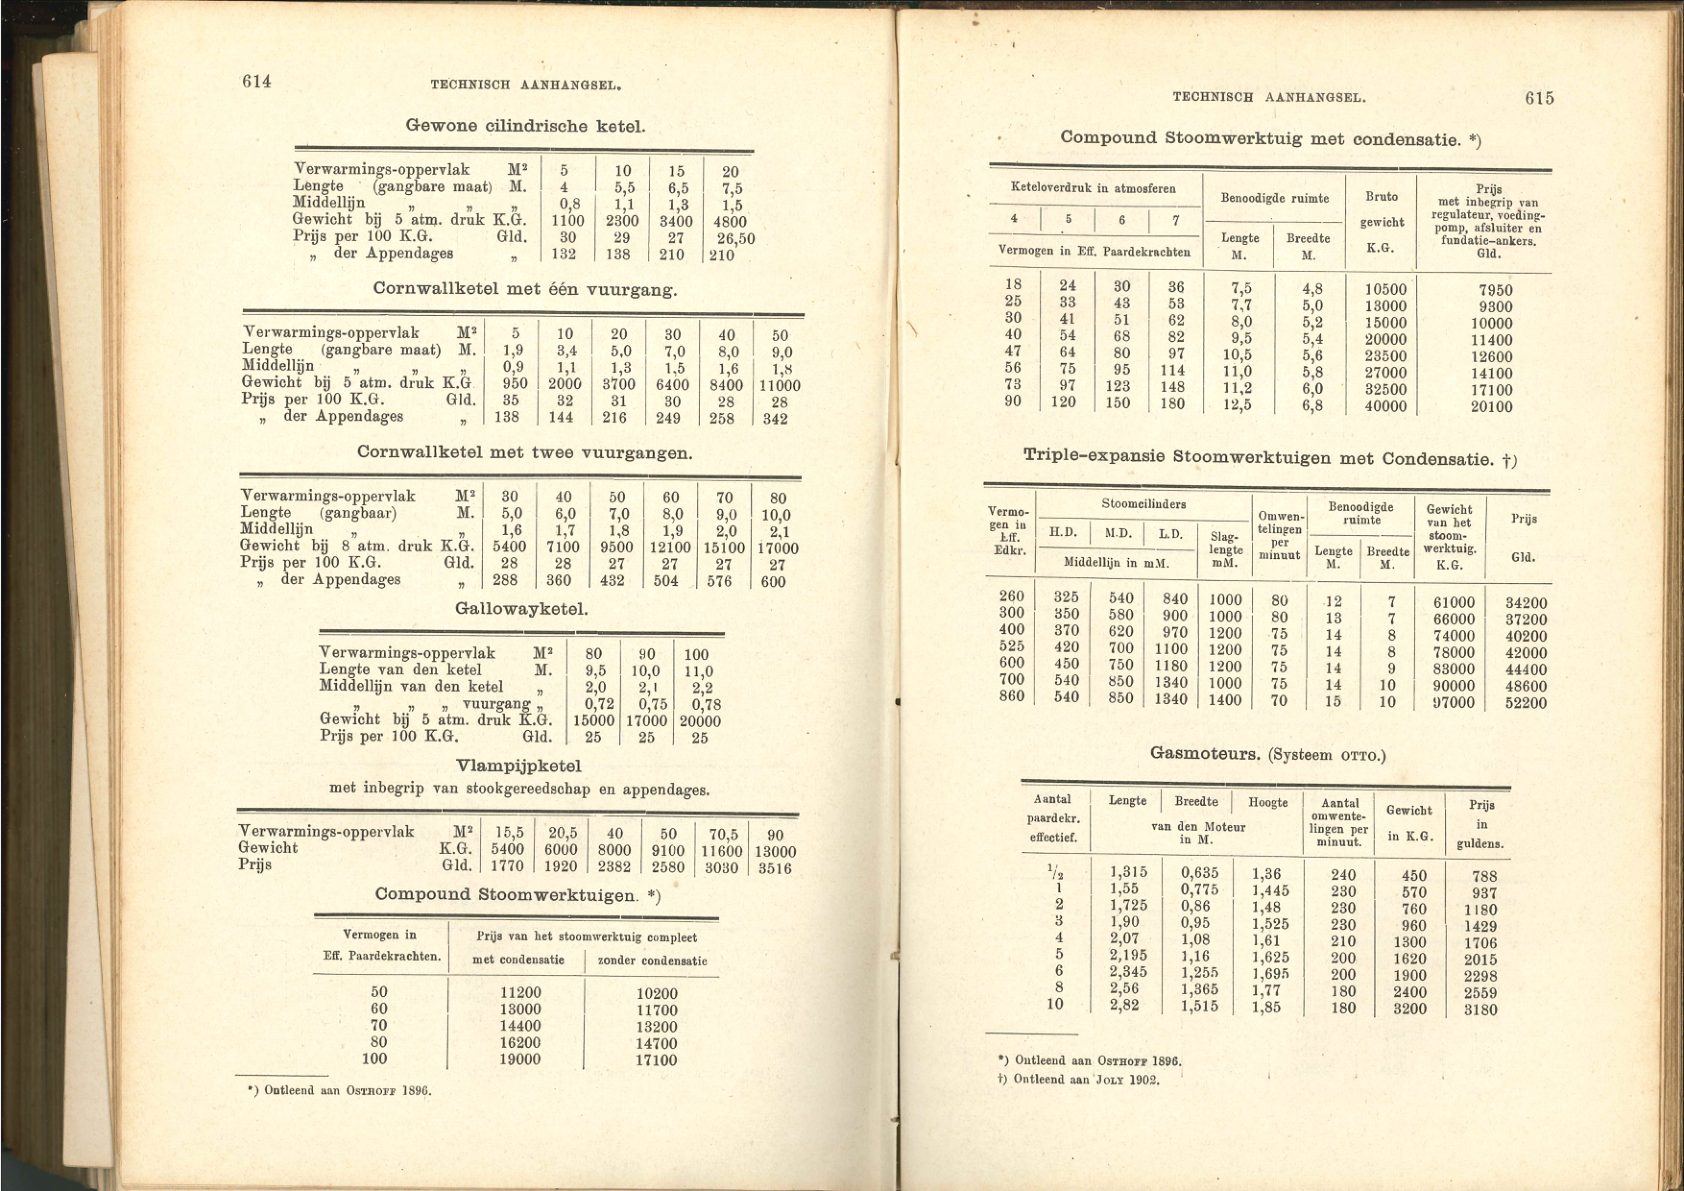 614
TECHNISCH AANHANGSEL.
Gewone cilindrische ketel.
Verwarmings-oppervlak M² 5 10 15 20
Lengte (gangbare maat) M. 4 5,5 6,5 7,5
Middellijn „ „ „ 0,8 1,1 1,3 1,5
Gewicht bij 5 atm. druk K.G. 1100 2300 3400 4800
Prijs per 100 K.G. Gld. 30 29 27 26,50
„ der Appendages „ 132 138 210 210
Cornwallketel met één vuurgang.
Verwarmings-oppervlak M² 5 10 20 30 40 50
Lengte (gangbare maat) M. 1,9 3,4 5,0 7,0 8,0 9,0
Middellijn „ „ „ 0,9 1,1 1,3 1,5 1,6 1,8
Gewicht bij 5 atm. druk K.G. 950 2000 3700 6400 8400 11000
Prijs per 100 K.G. Gld. 35 32 31 30 28 28
„ der Appendages „ 138 144 216 249 258 342
Cornwallketel met twee vuurgangen.
Verwarmings-oppervlak M² 30 40 50 60 70 80
Lengte (gangbaar) M. 5,0 6,0 7,0 8,0 9,0 10,0
Middellijn „ „ 1,6 1,7 1,8 1,9 2,0 2,1
Gewicht bij 8 atm. druk K.G. 5400 7100 9500 12100 15100 17000
Prijs per 100 K.G. Gld. 28 28 27 27 27 27
„ der Appendages „ 288 360 432 504 576 600
Gallowayketel.
Verwarmings-oppervlak M² 80 90 100
Lengte van den ketel M. 9,5 10,0 11,0
Middellijn van den ketel „ 2,0 2,1 2,2
„ „ „ vuurgang „ 0,72 0,75 0,78
Gewicht bij 5 atm. druk K.G. 15000 17000 20000
Prijs per 100 K.G. Gld. 25 25 25
Vlampijpketel
met inbegrip van stookgereedschap en appendages.
Verwarmings-oppervlak M² 15,5 20,5 40 50 70,5 90
Gewicht K.G. 5400 6000 8000 9100 11600 13000
Prijs Gld. 1770 1920 2382 2580 3030 3516
Compound Stoomwerktuigen. *)
Vermogen in Prijs van het stoomwerktuig compleet
Eff. Paardekrachten. met condensatie zonder condensatie
50 11200 10200
60 13000 11700
70 14400 13200
80 16200 14700
100 19000 17100
*) Ontleend aan OSTHOFF 1896.
TECHNISCH AANHANGSEL.
615
Compound Stoomwerktuig met condensatie. *)
Keteloverdruk in atmosferen
4 5 6 7
Vermogen in Eff. Paardekrachten
Benoodigde ruimte
Lengte M.
Breedte M.
Bruto
gewicht
K.G.
Prijs
met inbegrip van
regulateur, voeding-
pomp, afsluiter en
fundatie-ankers.
Gld.
18 24 30 36 7,5 4,8 10500 7950
25 33 43 53 7,7 5,0 13000 9300
30 41 51 62 8,0 5,2 15000 10000
40 54 68 82 9,5 5,4 20000 11400
47 64 80 97 10,5 5,6 23500 12600
56 75 95 114 11,0 5,8 27000 14100
73 97 123 148 11,2 6,0 32500 17100
90 120 150 180 12,5 6,8 40000 20100
Triple-expansie Stoomwerktuigen met Condensatie. †)
Vermo-
gen in
Eff.
Edkr.
Stoomcilinders
H.D. M.D. L.D.
Middellijn in mM.
Slag-
lengte
mM.
Omwen-
telingen
per
minuut
Benoodigde
ruimte
Lengte M.
Breedte M.
Gewicht
van het
stoom-
werktuig.
K.G.
Prijs
Gld.
260 325 540 840 1000 80 12 7 61000 34200
300 350 580 900 1000 80 13 7 66000 37200
400 370 620 970 1200 75 14 8 74000 40200
525 420 700 1100 1200 75 14 8 78000 42000
600 450 750 1180 1200 75 14 9 83000 44400
700 540 850 1340 1000 75 14 10 90000 48600
860 540 850 1340 1400 70 15 10 97000 52200
Gasmoteurs. (Systeem OTTO.)
Aantal
paardekr.
effectief.
Lengte Breedte Hoogte
van den Moteur
in M.
Aantal
omwente-
lingen per
minuut.
Gewicht
in K.G.
Prijs
in
guldens.
1/2 1,315 0,635 1,36 240 450 788
1 1,55 0,775 1,445 230 570 937
2 1,725 0,86 1,48 230 760 1180
3 1,90 0,95 1,525 230 960 1429
4 2,07 1,08 1,61 210 1300 1706
5 2,195 1,16 1,625 200 1620 2015
6 2,345 1,255 1,695 200 1900 2298
8 2,56 1,365 1,77 180 2400 2559
10 2,82 1,515 1,85 180 3200 3180
*) Ontleend aan OSTHOFF 1896.
†) Ontleend aan JOLY 1902.